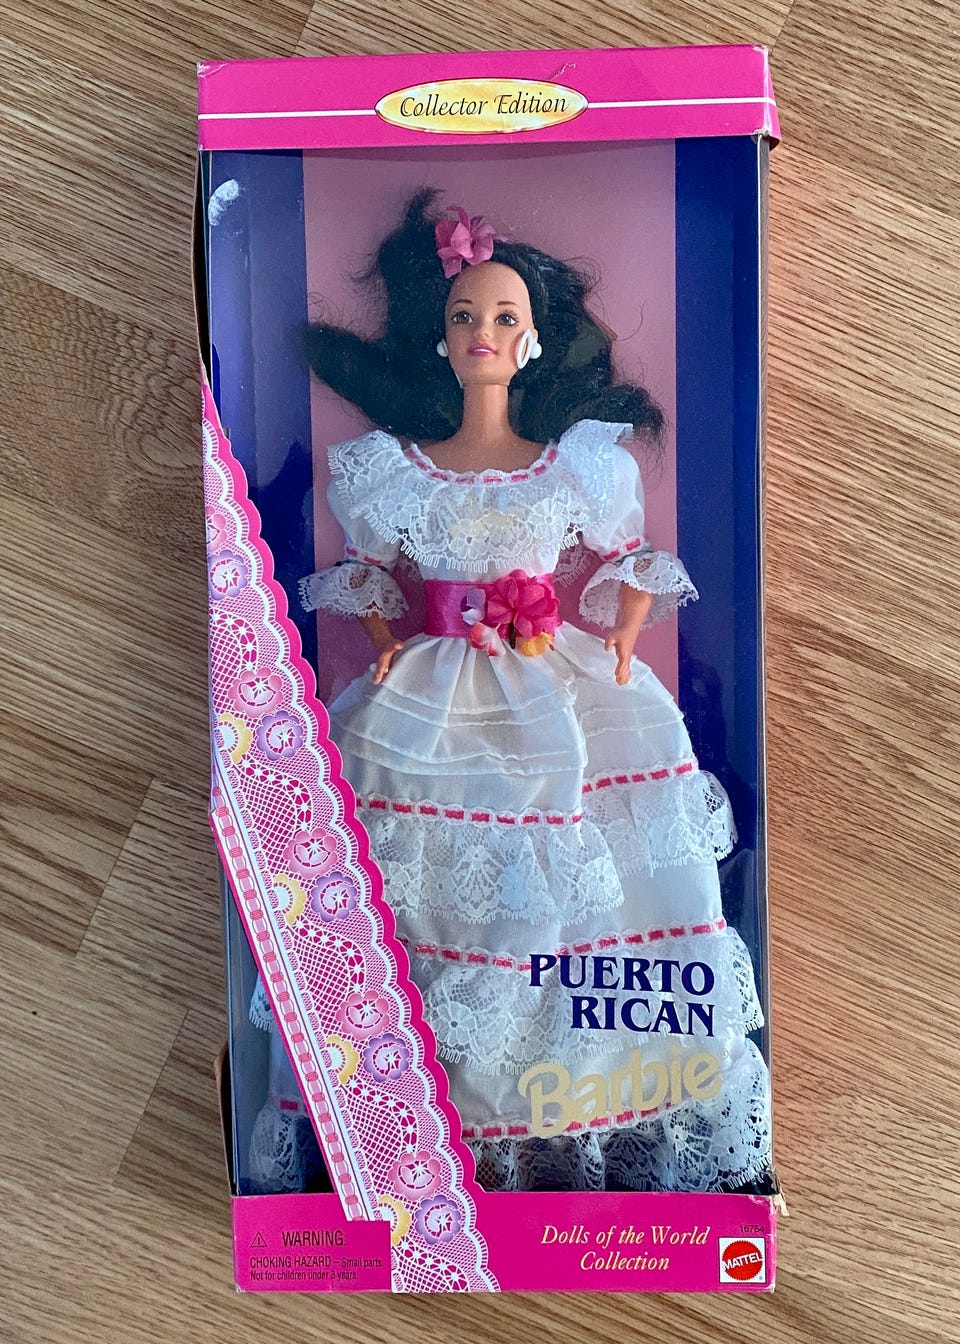 Collector Edition
PUERTO
RICAN
Barbie®
WARNING
CHOKING HAZARD – Small parts.
Not for children under 3 years.
Dolls of the World
Collection
16754
MATTEL